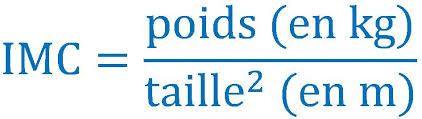 IMC = poids (en kg)
taille² (en m)